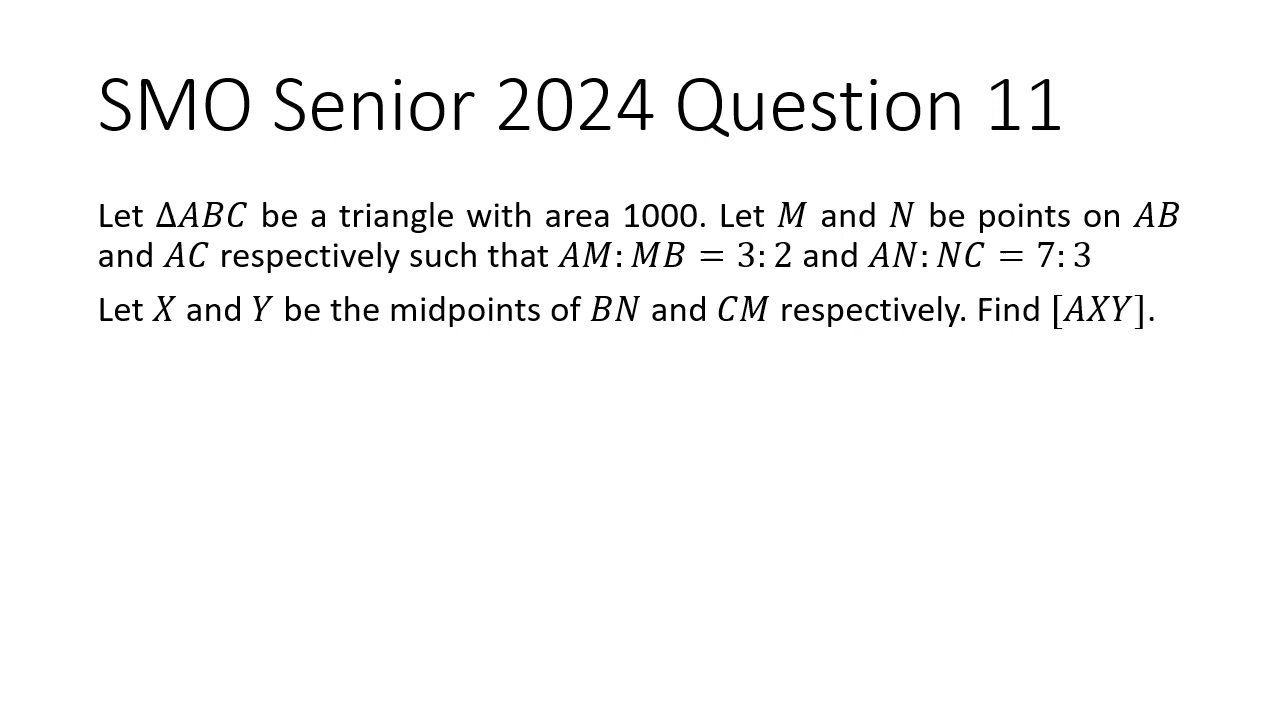 SMO Senior 2024 Question 11
Let Δ𝐴𝐵𝐶 be a triangle with area 1000. Let 𝑀 and 𝑁 be points on 𝐴𝐵
and 𝐴𝐶 respectively such that 𝐴𝑀: 𝑀𝐵 = 3: 2 and 𝐴𝑁: 𝑁𝐶 = 7: 3
Let 𝑋 and 𝑌 be the midpoints of 𝐵𝑁 and 𝐶𝑀 respectively. Find [𝐴𝑋𝑌].